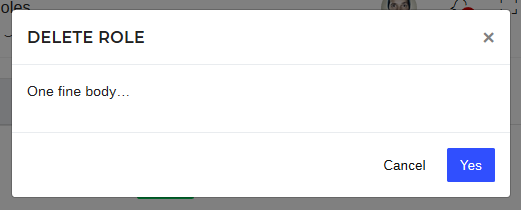 oles
DELETE ROLE
×
One fine body…
Cancel
Yes